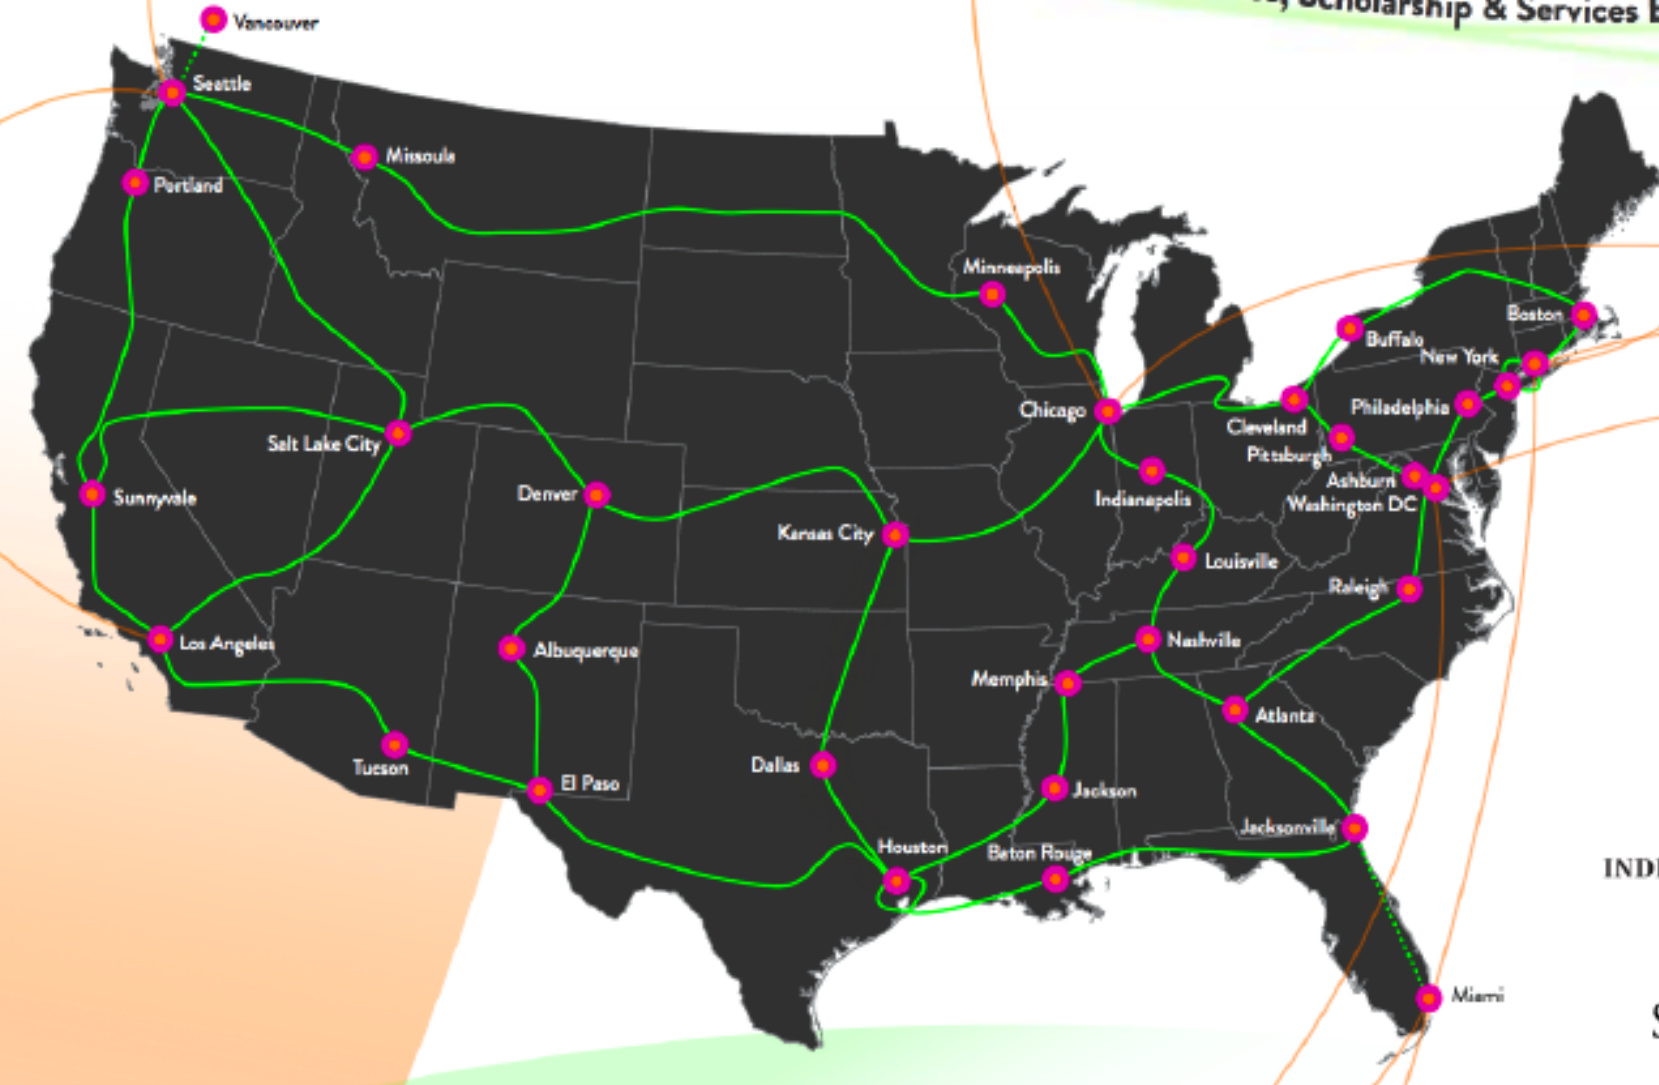 Scholarship & Services
Vancouver
Seattle
Missoula
Portland
Minneapolis
Boston
Buffalo
New York
Chicago
Philadelphia
Cleveland
Salt Lake City
Pittsburgh
Ashburn
Sunnyvale
Denver
Indianapolis
Washington DC
Kansas City
Louisville
Raleigh
Los Angeles
Albuquerque
Nashville
Memphis
Atlanta
Tucson
Dallas
El Paso
Jackson
Jacksonville
Houston
Baton Rouge
Miami